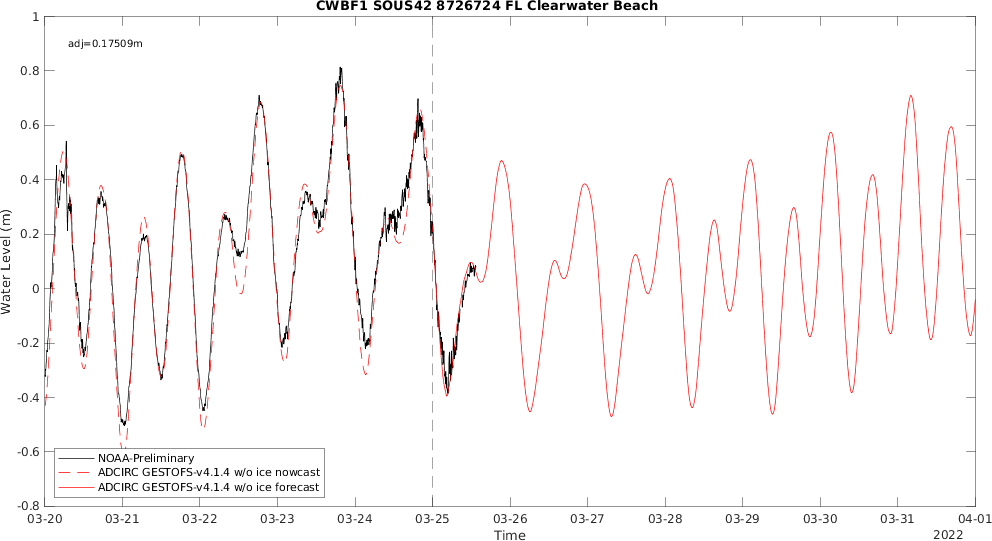 CWBF1 SOUS42 8726724 FL Clearwater Beach
adj=0.17509m
Water Level (m)
1
0.8
0.6
0.4
0.2
0
-0.2
-0.4
-0.6
-0.8
NOAA-Preliminary
ADCIRC GESTOFS-v4.1.4 w/o ice nowcast
ADCIRC GESTOFS-v4.1.4 w/o ice forecast
03-20 03-21 03-22 03-23 03-24 03-25 03-26 03-27 03-28 03-29 03-30 03-31 04-01
Time
2022